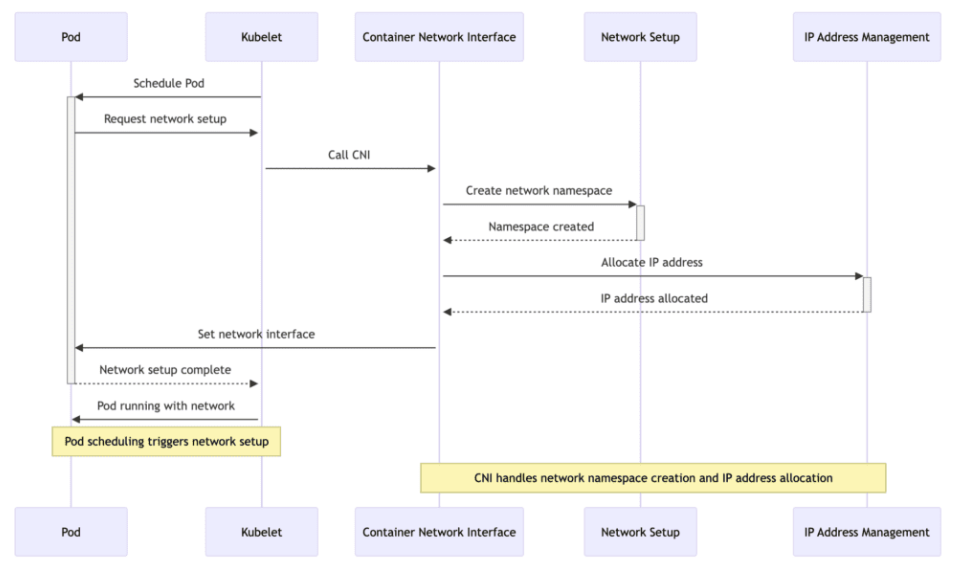 Pod
Kubelet
Container Network Interface
Network Setup
IP Address Management
Schedule Pod
Request network setup
Call CNI
Create network namespace
Namespace created
Allocate IP address
IP address allocated
Set network interface
Network setup complete
Pod running with network
Pod scheduling triggers network setup
CNI handles network namespace creation and IP address allocation
Pod
Kubelet
Container Network Interface
Network Setup
IP Address Management